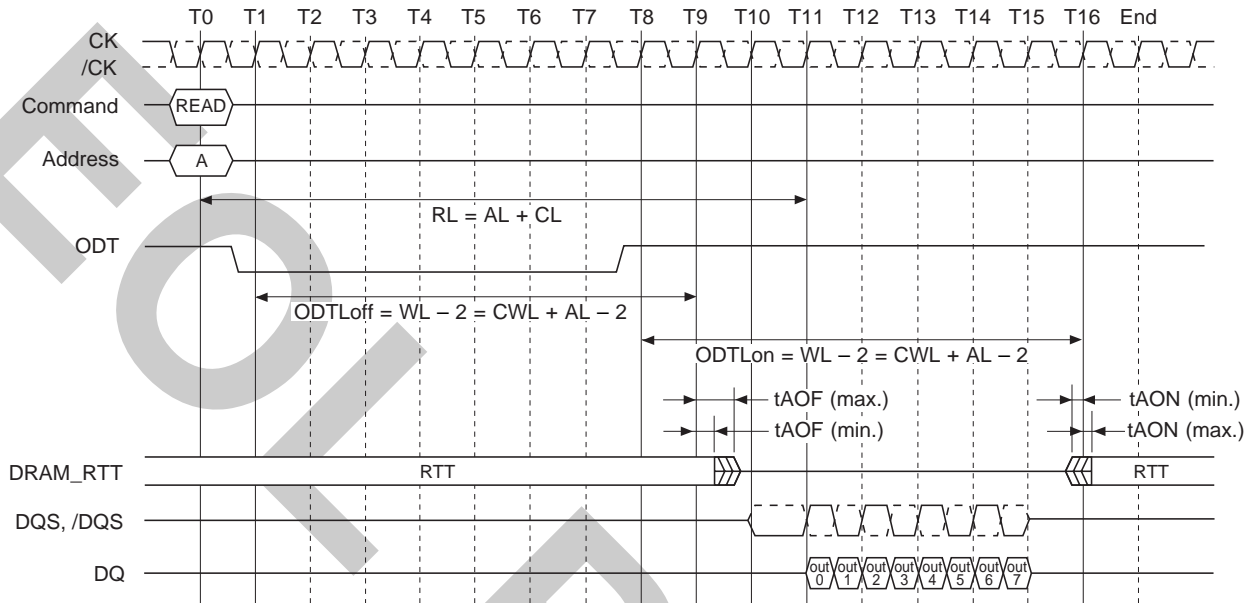 T0 T1 T2 T3 T4 T5 T6 T7 T8 T9 T10 T11 T12 T13 T14 T15 T16 End
CK
/CK
Command READ
Address A
RL = AL + CL
ODT
ODTLoff = WL – 2 = CWL + AL – 2
ODTLon = WL – 2 = CWL + AL – 2
tAOF (max.) tAON (min.)
tAOF (min.) tAON (max.)
DRAM_RTT RTT RTT
DQS, /DQS
DQ out 0 out 1 out 2 out 3 out 4 out 5 out 6 out 7